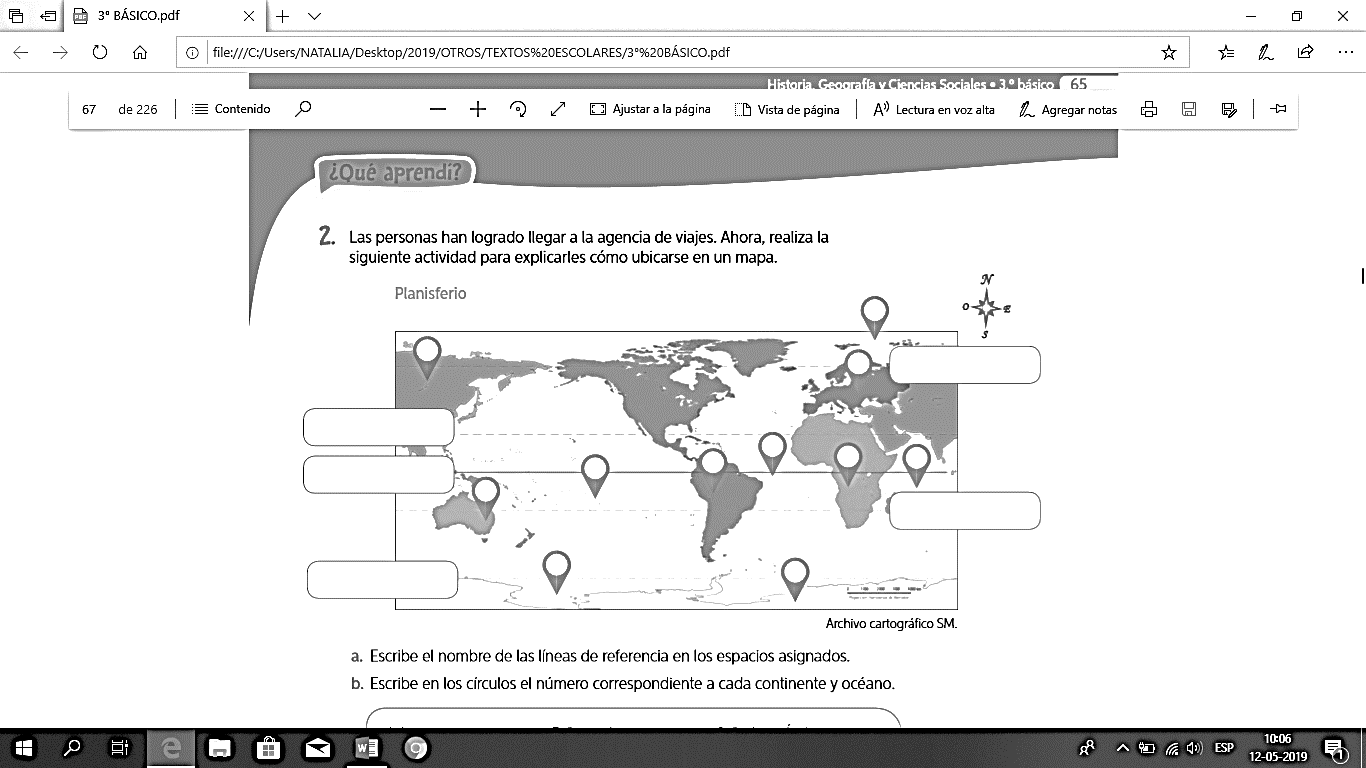 3° BÁSICO.pdf
file:///C:/Users/NATALIA/Desktop/2019/OTROS/TEXTOS%20ESCOLARES/3°%20BÁSICO.pdf
Historia, Geografía y Ciencias Sociales • 3.º básico 65
67 de 226 Contenido Ajustar a la página Vista de página Lectura en voz alta Agregar notas
¿Qué aprendí?
2. Las personas han logrado llegar a la agencia de viajes. Ahora, realiza la
siguiente actividad para explicarles cómo ubicarse en un mapa.
Planisferio
N
O E
S
0°
Archivo cartográfico SM.
a. Escribe el nombre de las líneas de referencia en los espacios asignados.
b. Escribe en los círculos el número correspondiente a cada continente y océano.
ESP
10:06
12-05-2019
1